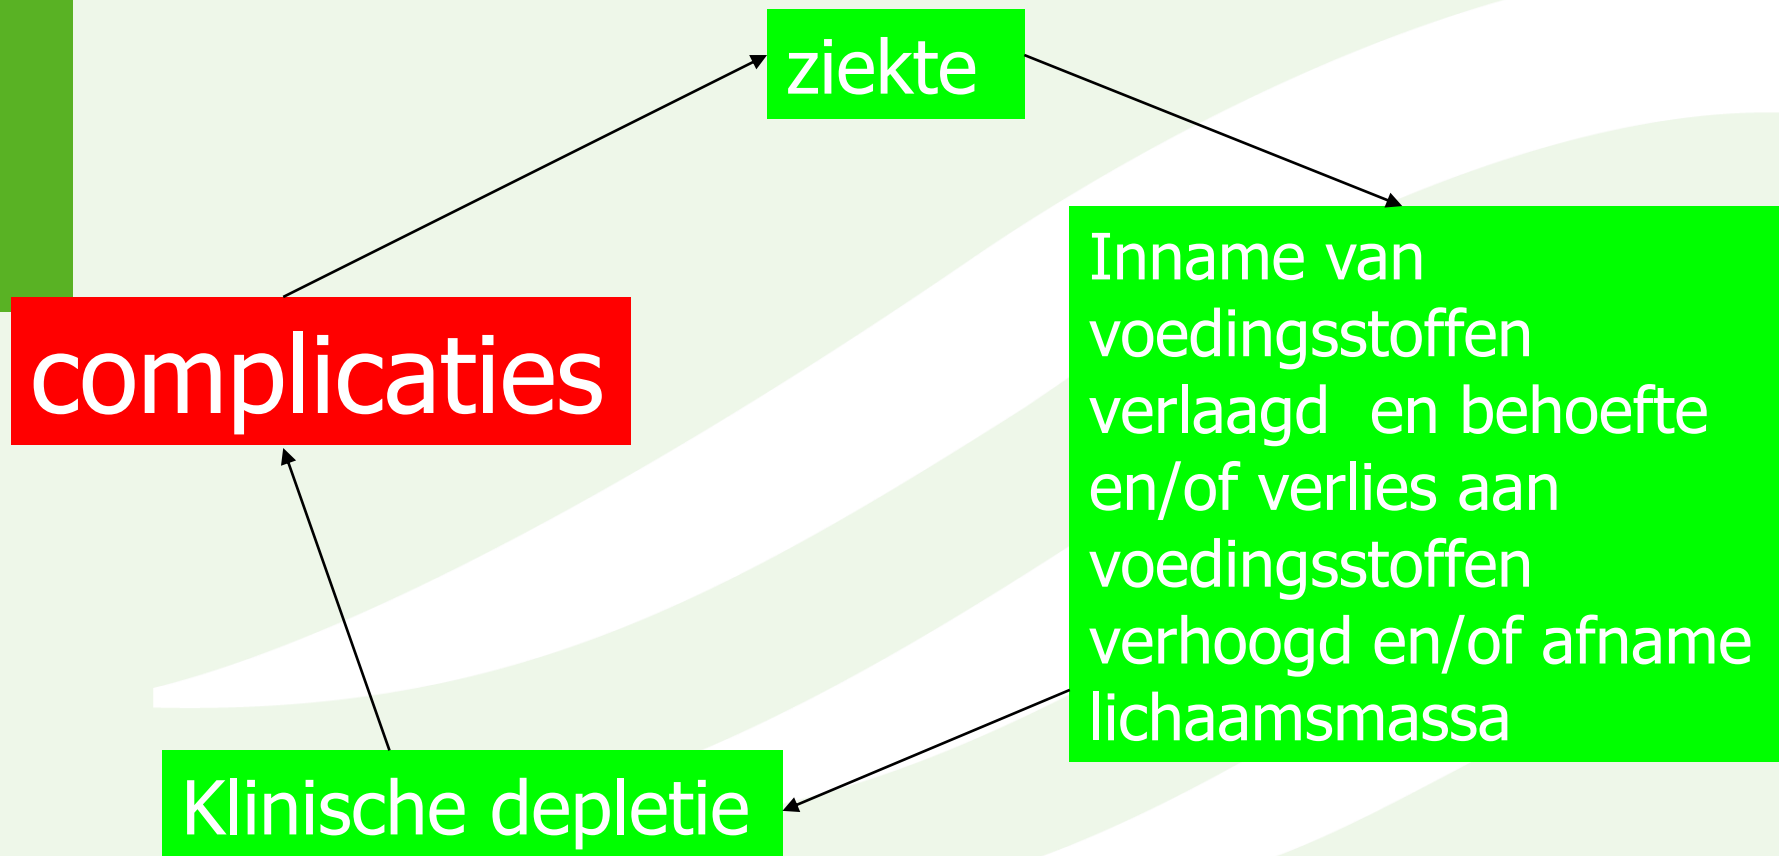 ziekte
Inname van
voedingsstoffen
verlaagd  en behoefte
en/of verlies aan
voedingsstoffen
verhoogd en/of afname
lichaamsmassa
complicaties
Klinische depletie